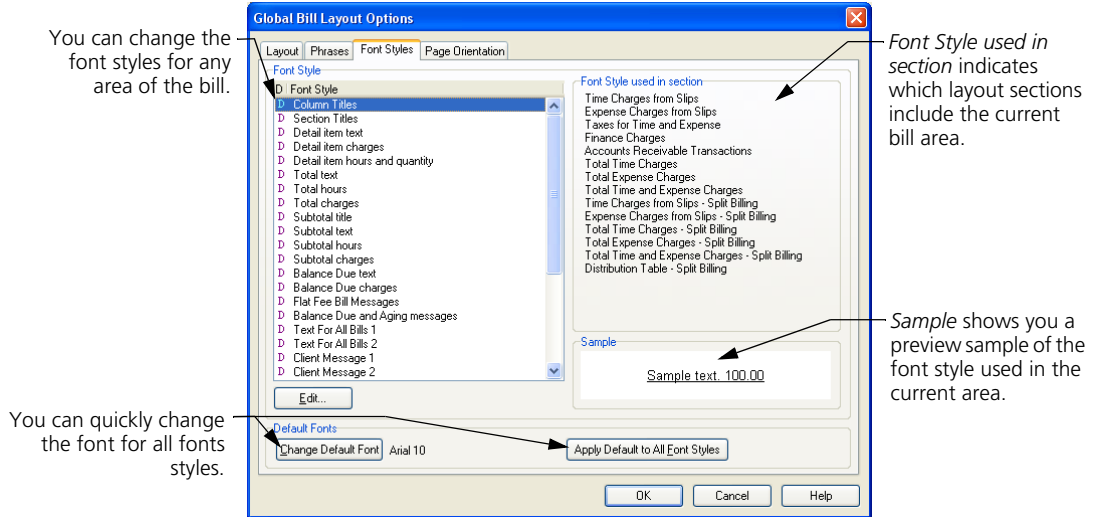 Global Bill Layout Options
You can change the
font styles for any
area of the bill.
Layout
Phrases
Font Styles
Page Orientation
Font Style
D Font Style
D Column Titles
D Section Titles
D Detail item text
D Detail item charges
D Detail item hours and quantity
D Total text
D Total hours
D Total charges
D Subtotal title
D Subtotal text
D Subtotal hours
D Subtotal charges
D Balance Due text
D Balance Due charges
D Flat Fee Bill Messages
D Balance Due and Aging messages
D Text For All Bills 1
D Text For All Bills 2
D Client Message 1
D Client Message 2
Edit...
Font Style used in section
Time Charges from Slips
Expense Charges from Slips
Taxes for Time and Expense
Finance Charges
Accounts Receivable Transactions
Total Time Charges
Total Expense Charges
Total Time and Expense Charges
Time Charges from Slips - Split Billing
Expense Charges from Slips - Split Billing
Total Time Charges - Split Billing
Total Expense Charges - Split Billing
Total Time and Expense Charges - Split Billing
Distribution Table - Split Billing
Font Style used in
section indicates
which layout sections
include the current
bill area.
Sample
Sample text. 100.00
Sample shows you a
preview sample of the
font style used in the
current area.
You can quickly change
the font for all fonts
styles.
Default Fonts
Change Default Font
Arial 10
Apply Default to All Font Styles
OK
Cancel
Help